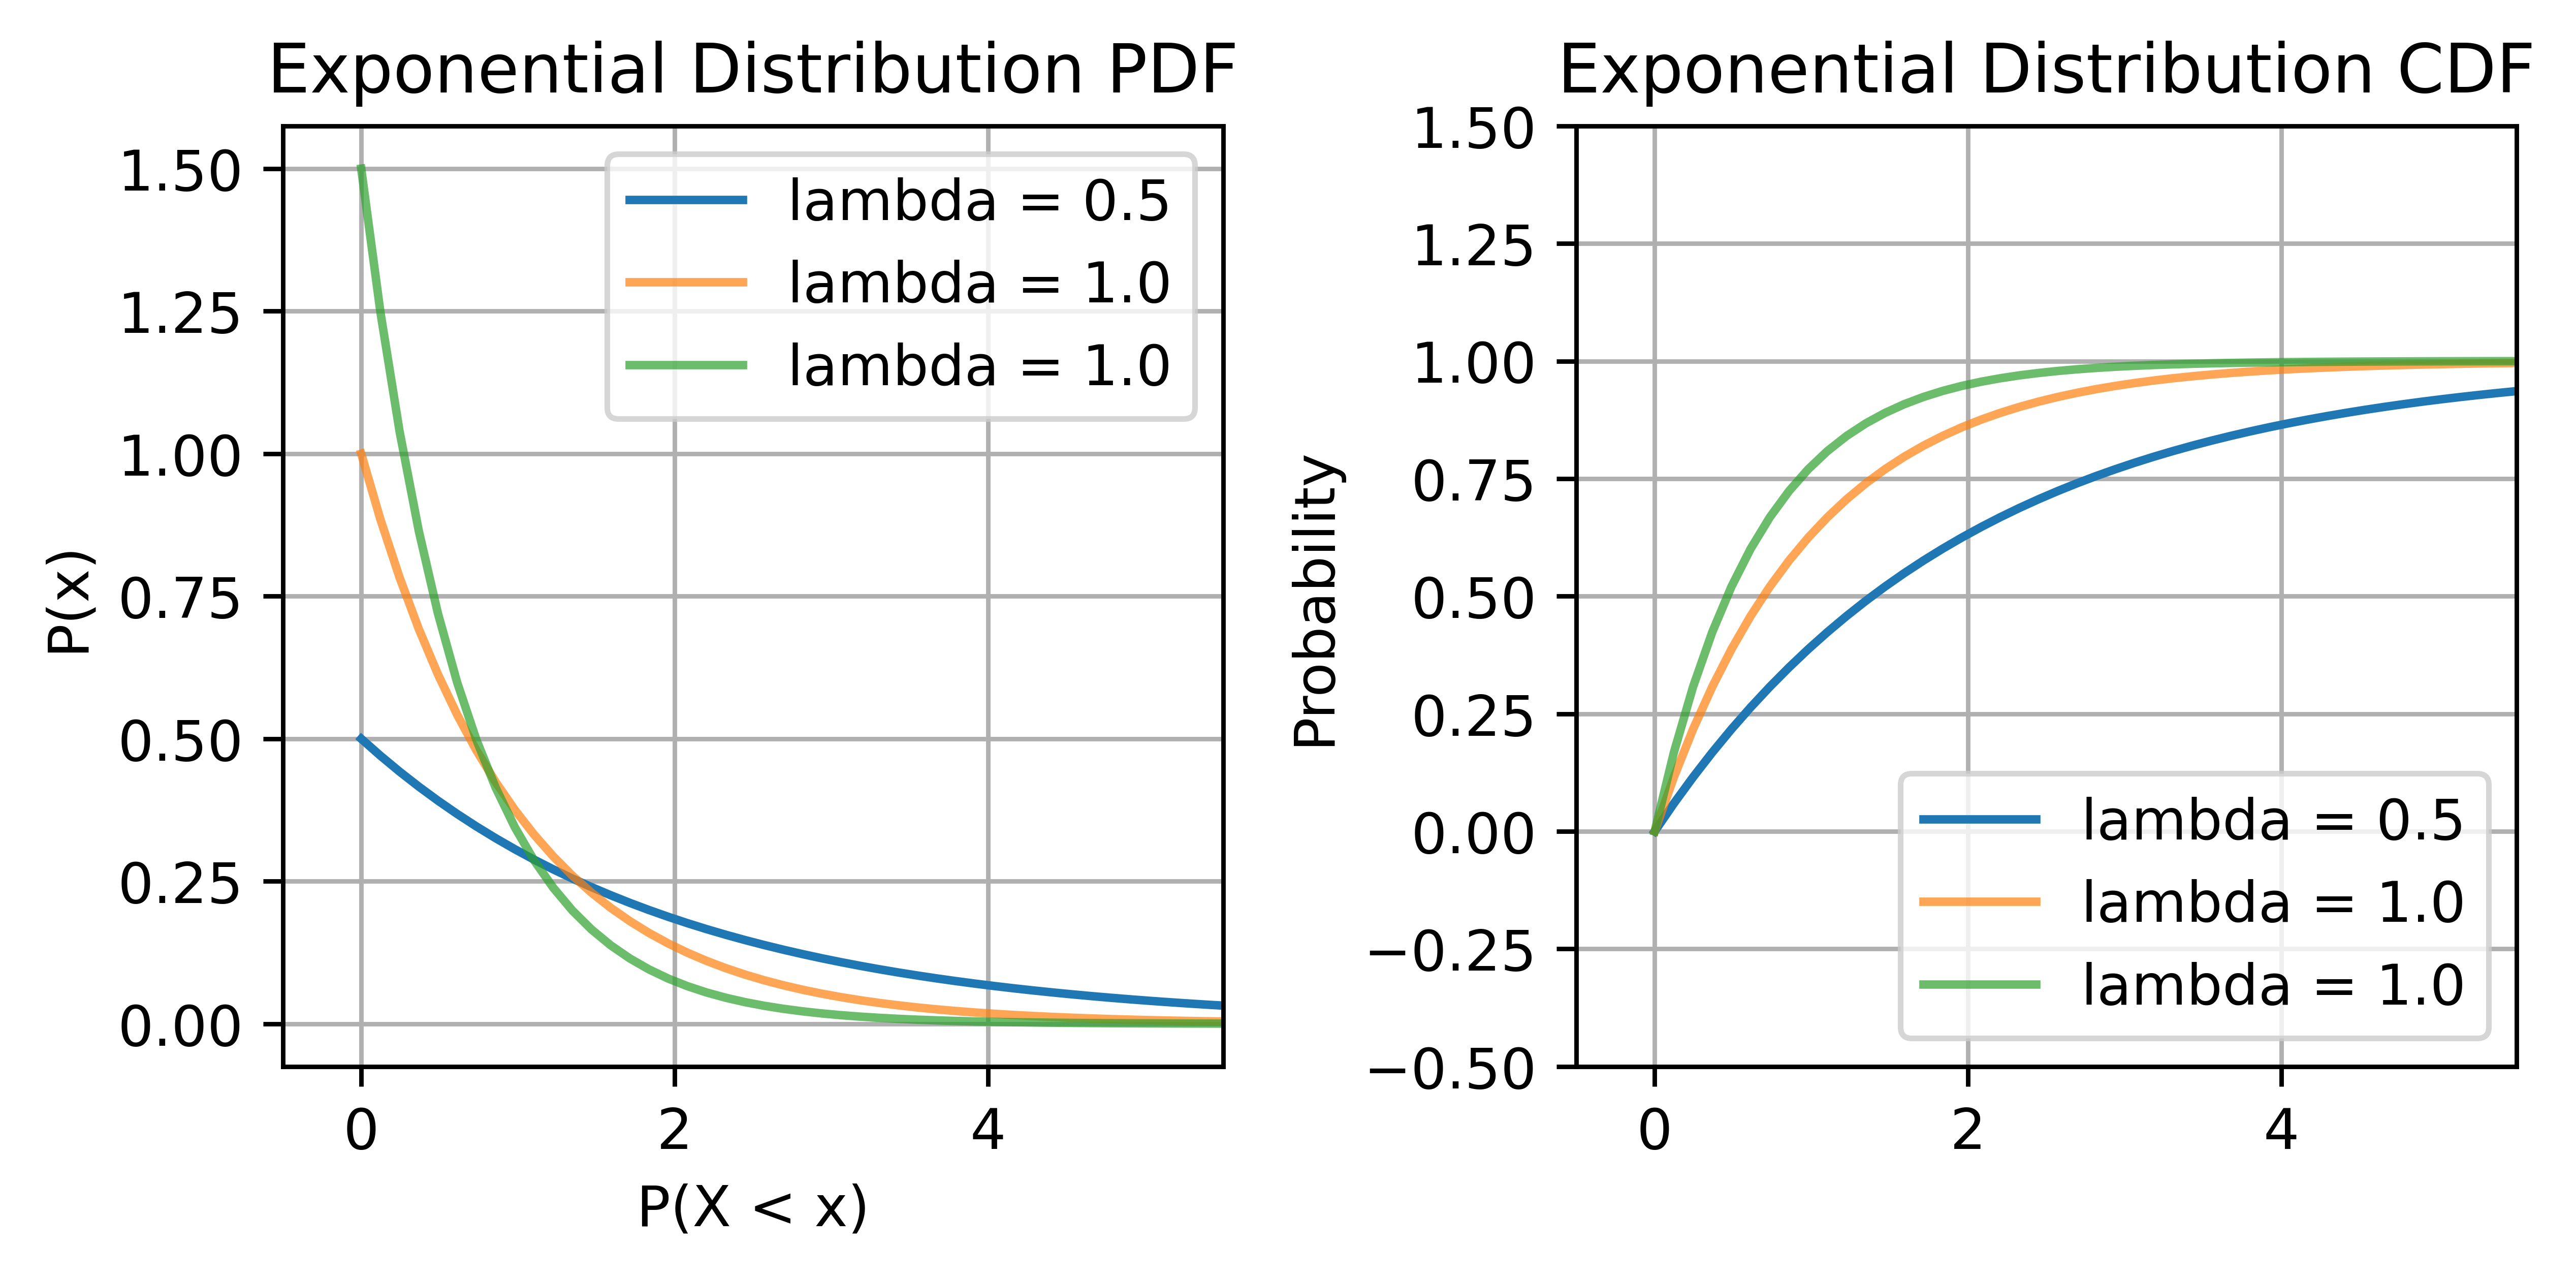 Exponential Distribution PDF
P(x)
1.50
1.25
1.00
0.75
0.50
0.25
0.00
lambda = 0.5
lambda = 1.0
lambda = 1.0
0 2 4
P(X < x)
Exponential Distribution CDF
Probability
1.50
1.25
1.00
0.75
0.50
0.25
0.00
−0.25
−0.50
lambda = 0.5
lambda = 1.0
lambda = 1.0
0 2 4